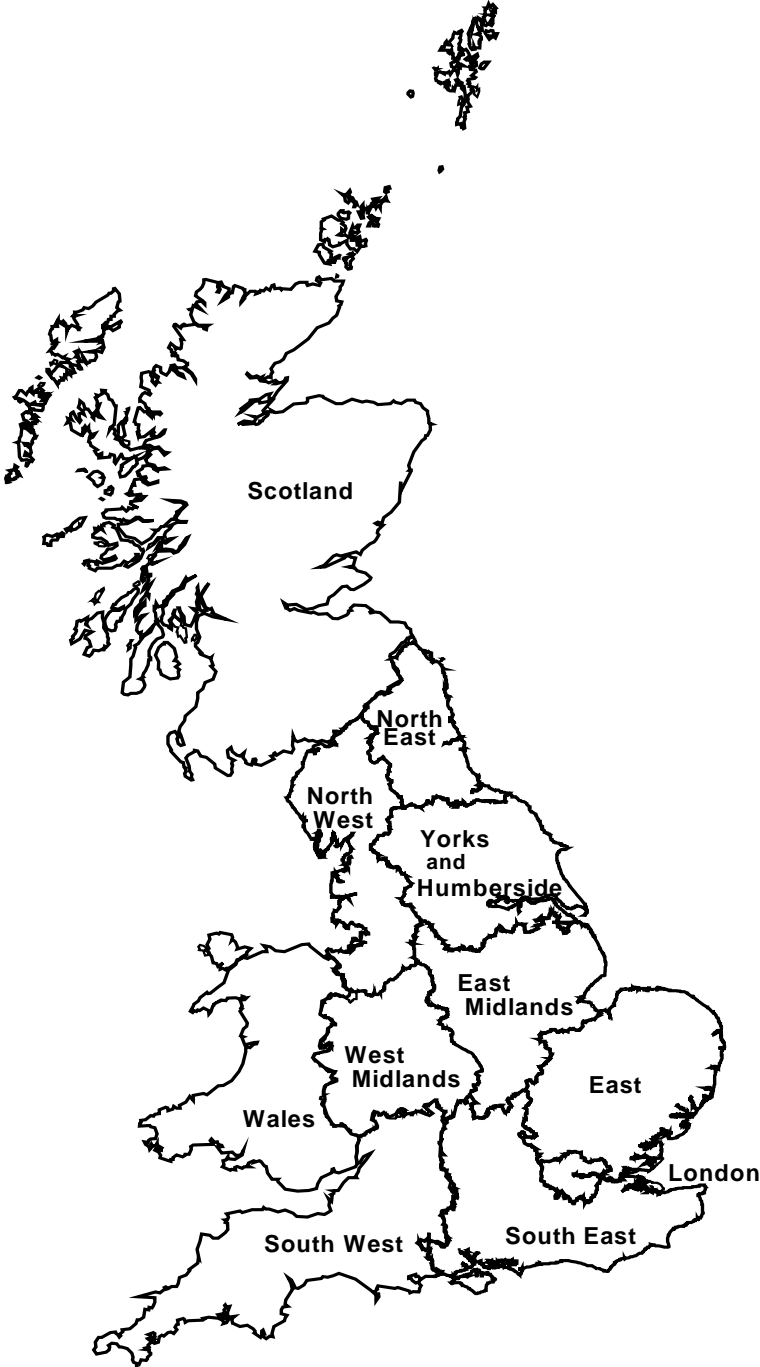 Scotland
North
East
North
West
Yorks
and
Humberside
East
Midlands
West
Midlands
East
Wales
London
South East
South West